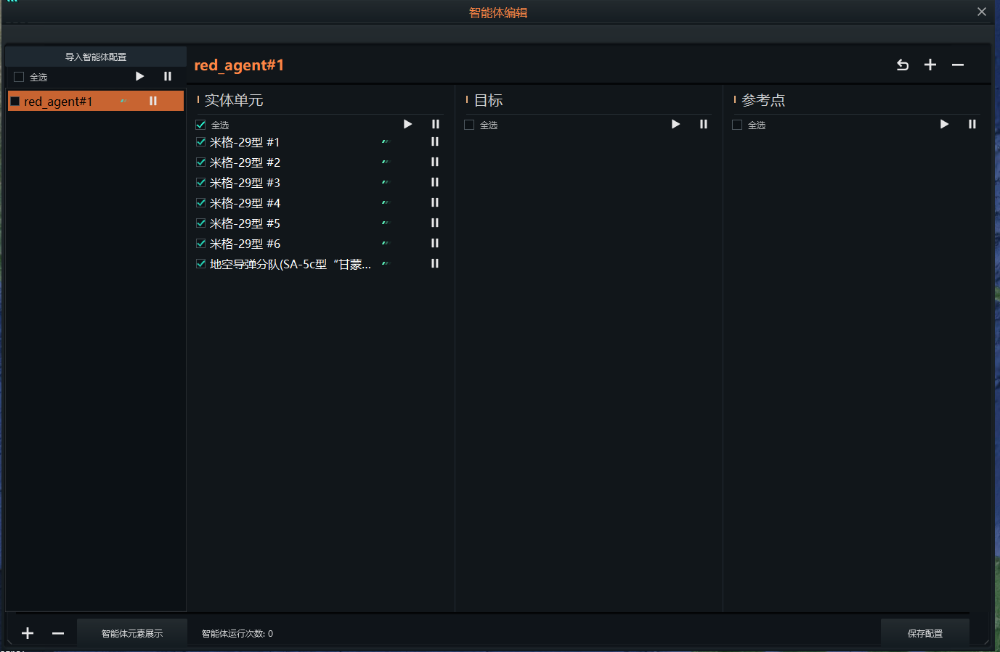 智能体编辑
导入智能体配置
全选
red_agent#1
red_agent#1
实体单元
全选
米格-29型 #1
米格-29型 #2
米格-29型 #3
米格-29型 #4
米格-29型 #5
米格-29型 #6
地空导弹分队(SA-5c型“甘蒙...
目标
全选
参考点
全选
智能体元素展示
智能体运行次数: 0
保存配置